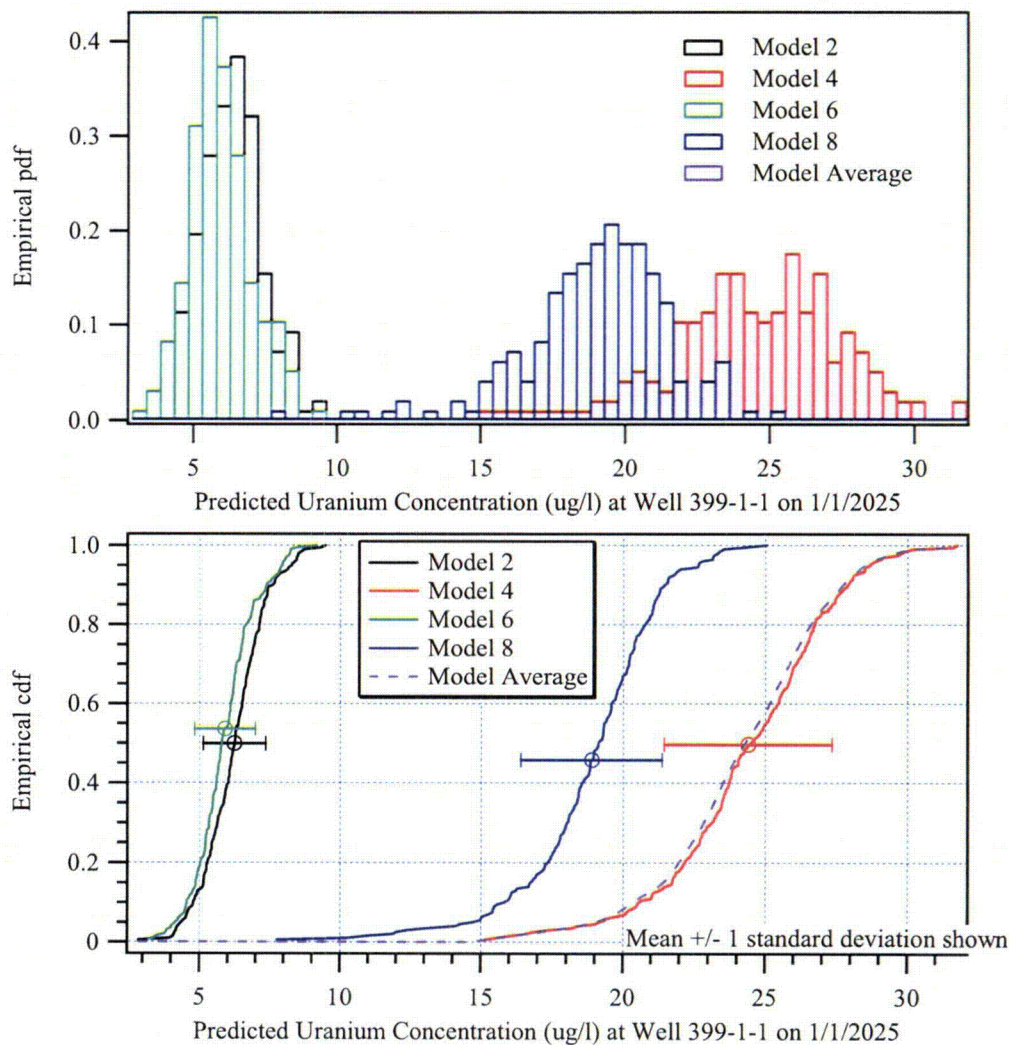 0.4
0.3
0.2
0.1
0.0
Empirical pdf
Model 2
Model 4
Model 6
Model 8
Model Average
5 10 15 20 25 30
Predicted Uranium Concentration (ug/l) at Well 399-1-1 on 1/1/2025
1.0
0.8
0.6
0.4
0.2
0
Empirical cdf
Model 2
Model 4
Model 6
Model 8
Model Average
Mean +/- 1 standard deviation shown
5 10 15 20 25 30
Predicted Uranium Concentration (ug/l) at Well 399-1-1 on 1/1/2025